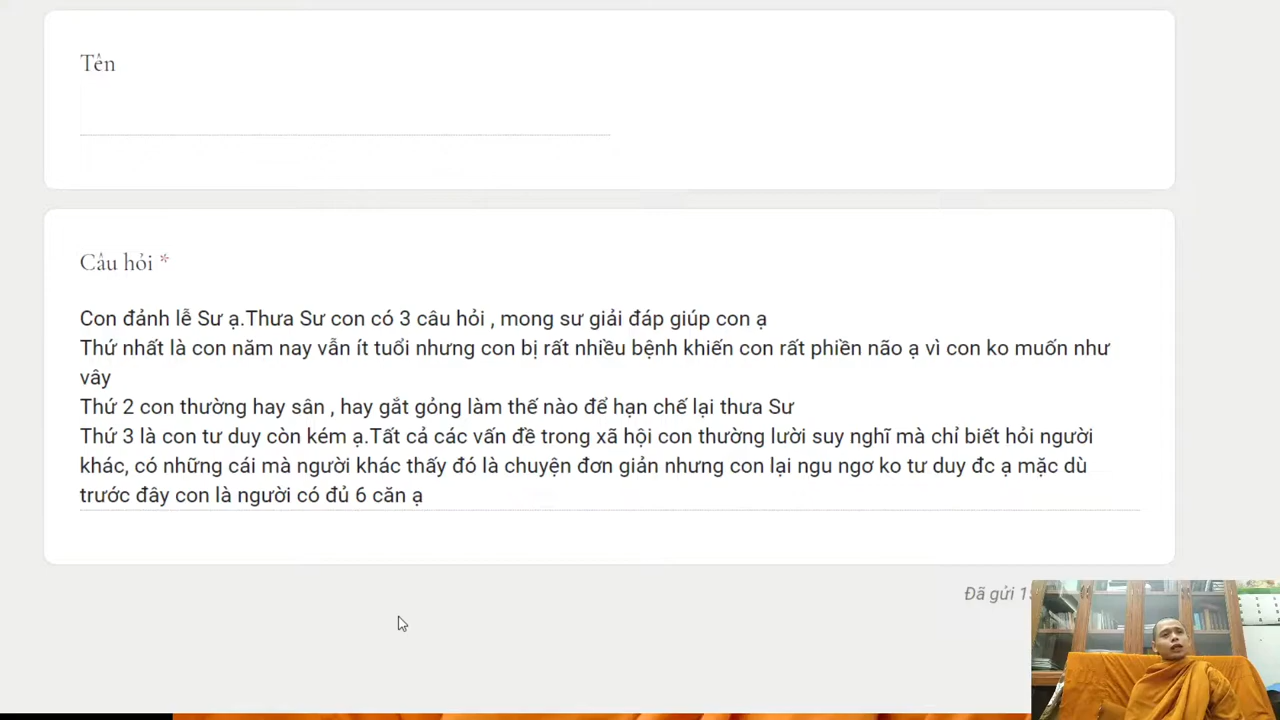 Tên
Câu hỏi *
Con đảnh lễ Sư ạ.Thưa Sư con có 3 câu hỏi , mong sư giải đáp giúp con ạ
Thứ nhất là con năm nay vẫn ít tuổi nhưng con bị rất nhiều bệnh khiến con rất phiền não ạ vì con ko muốn như
vây
Thứ 2 con thường hay sân , hay gắt gỏng làm thế nào để hạn chế lại thưa Sư
Thứ 3 là con tư duy còn kém ạ.Tất cả các vấn đề trong xã hội con thường lười suy nghĩ mà chỉ biết hỏi người
khác, có những cái mà người khác thấy đó là chuyện đơn giản nhưng con lại ngu ngơ ko tư duy đc ạ mặc dù
trước đây con là người có đủ 6 căn ạ
Đã gửi